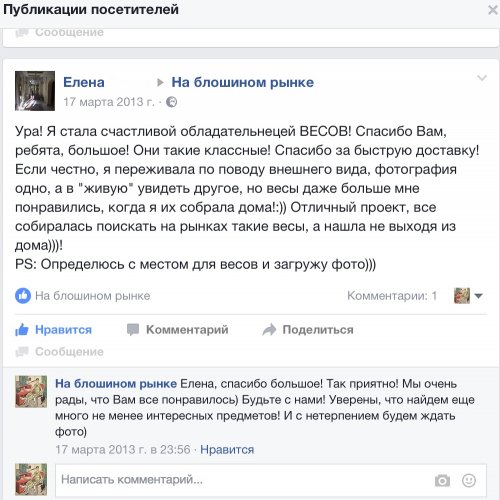 Публикации посетителей
Сообщение
Елена ▸ На блошином рынке
17 марта 2013 г. ·
Ура! Я стала счастливой обладательнецей ВЕСОВ! Спасибо Вам,
ребята, большое! Они такие классные! Спасибо за быструю доставку!
Если честно, я переживала по поводу внешнего вида, фотография
одно, а в "живую" увидеть другое, но весы даже больше мне
понравились, когда я их собрала дома!:)) Отличный проект, все
собиралась поискать на рынках такие весы, а нашла не выходя из
дома)))!
PS: Определюсь с местом для весов и загружу фото)))
На блошином рынке Комментарии: 1
Нравится Комментарий Поделиться
Сообщение
На блошином рынке Елена, спасибо большое! Так приятно! Мы очень
рады, что Вам все понравилось) Будьте с нами! Уверены, что найдем еще
много не менее интересных предметов! И с нетерпением будем ждать
фото)
17 марта 2013 г. в 23:56 · Нравится
Написать комментарий...